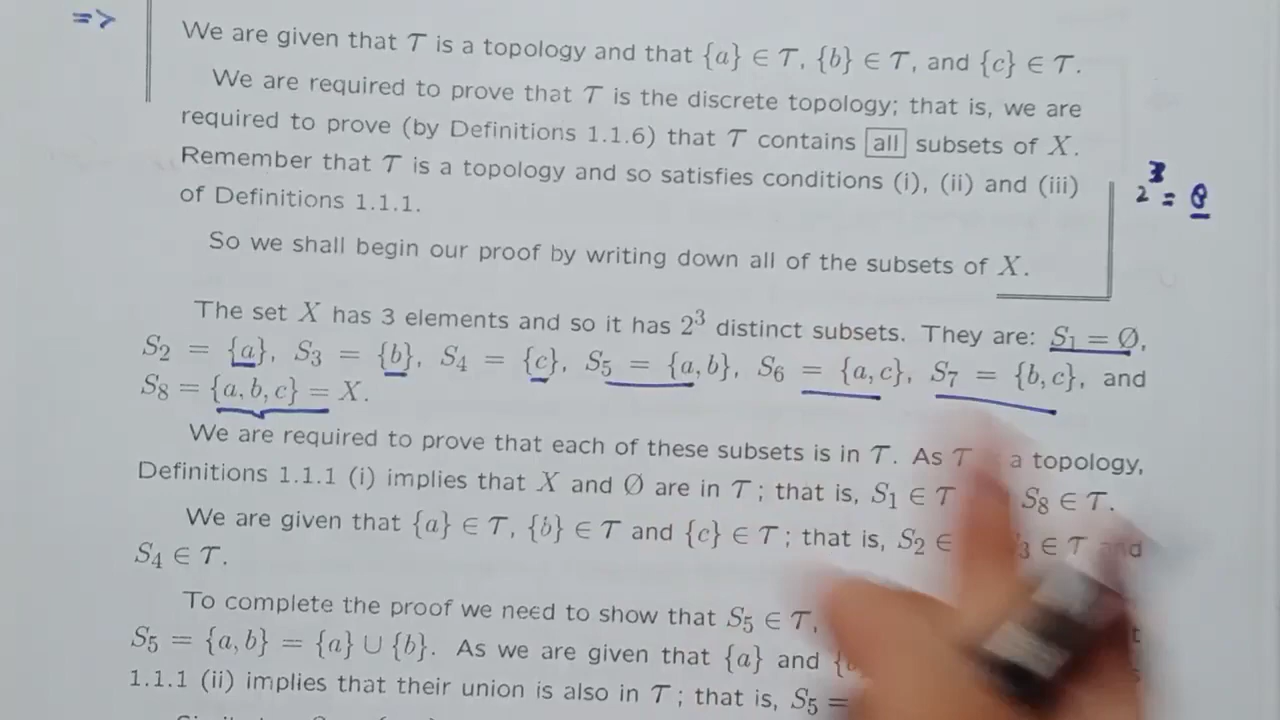 =>
We are given that T is a topology and that {a} ∈ T, {b} ∈ T, and {c} ∈ T.
We are required to prove that T is the discrete topology; that is, we are
required to prove (by Definitions 1.1.6) that T contains all subsets of X.
Remember that T is a topology and so satisfies conditions (i), (ii) and (iii)
of Definitions 1.1.1.
2³ = 8
So we shall begin our proof by writing down all of the subsets of X.
The set X has 3 elements and so it has 2³ distinct subsets. They are: S₁ = Ø,
S₂ = {a}, S₃ = {b}, S₄ = {c}, S₅ = {a, b}, S₆ = {a, c}, S₇ = {b, c}, and
S₈ = {a, b, c} = X.
We are required to prove that each of these subsets is in T. As T a topology,
Definitions 1.1.1 (i) implies that X and Ø are in T; that is, S₁ ∈ T S₈ ∈ T.
We are given that {a} ∈ T, {b} ∈ T and {c} ∈ T; that is, S₂ ∈ ₃ ∈ T and
S₄ ∈ T.
To complete the proof we need to show that S₅ ∈ T,
S₅ = {a, b} = {a} ∪ {b}. As we are given that {a} and
1.1.1 (ii) implies that their union is also in T; that is, S₅ =